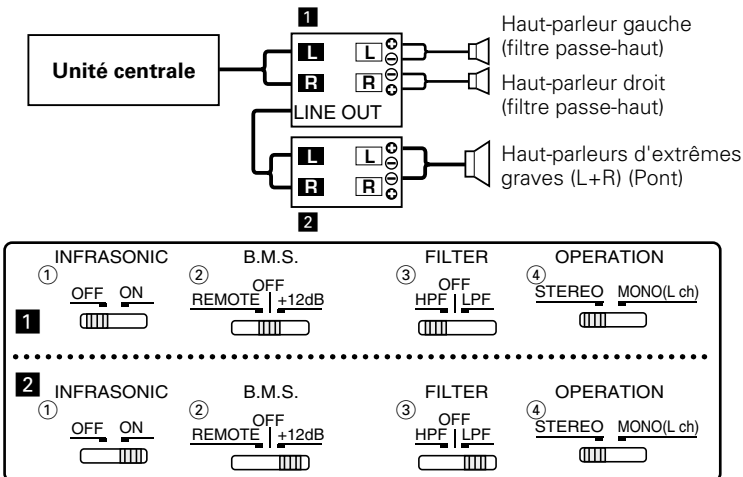 1
Haut-parleur gauche
(filtre passe-haut)
Unité centrale
L L ⊕ ⊖
R R ⊖ ⊕
Haut-parleur droit
(filtre passe-haut)
LINE OUT
L L ⊕ ⊖
R R ⊖ ⊕
Haut-parleurs d'extrêmes
graves (L+R) (Pont)
2
1
INFRASONIC B.M.S. FILTER OPERATION
① ② ③ ④
OFF ON
OFF
REMOTE +12dB
OFF
HPF LPF
STEREO MONO(L ch)
2
INFRASONIC B.M.S. FILTER OPERATION
① ② ③ ④
OFF ON
OFF
REMOTE +12dB
OFF
HPF LPF
STEREO MONO(L ch)